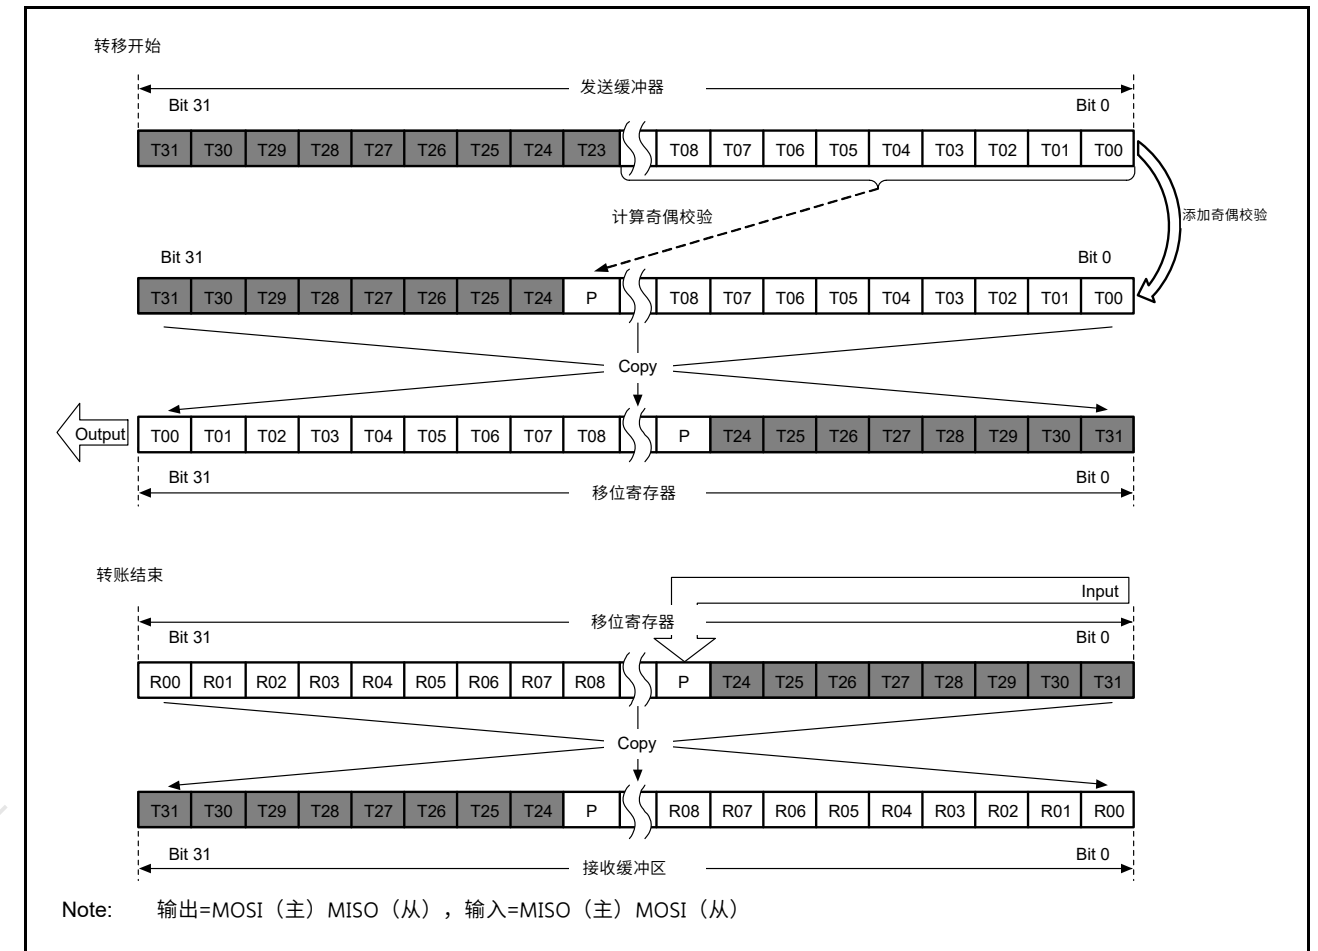 转移开始
发送缓冲器
Bit 31 Bit 0
T31 T30 T29 T28 T27 T26 T25 T24 T23 T08 T07 T06 T05 T04 T03 T02 T01 T00
计算奇偶校验
添加奇偶校验
Bit 31 Bit 0
T31 T30 T29 T28 T27 T26 T25 T24 P T08 T07 T06 T05 T04 T03 T02 T01 T00
Copy
Output
T00 T01 T02 T03 T04 T05 T06 T07 T08 P T24 T25 T26 T27 T28 T29 T30 T31
Bit 31 Bit 0
移位寄存器
转账结束
Input
移位寄存器
Bit 31 Bit 0
R00 R01 R02 R03 R04 R05 R06 R07 R08 P T24 T25 T26 T27 T28 T29 T30 T31
Copy
T31 T30 T29 T28 T27 T26 T25 T24 P R08 R07 R06 R05 R04 R03 R02 R01 R00
Bit 31 Bit 0
接收缓冲区
Note: 输出=MOSI（主）MISO（从），输入=MISO（主）MOSI（从）